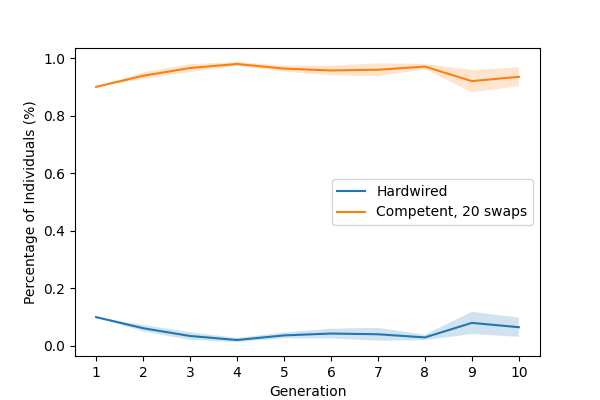 Percentage of Individuals (%)
1.0
0.8
0.6
0.4
0.2
0.0
Hardwired
Competent, 20 swaps
1 2 3 4 5 6 7 8 9 10
Generation